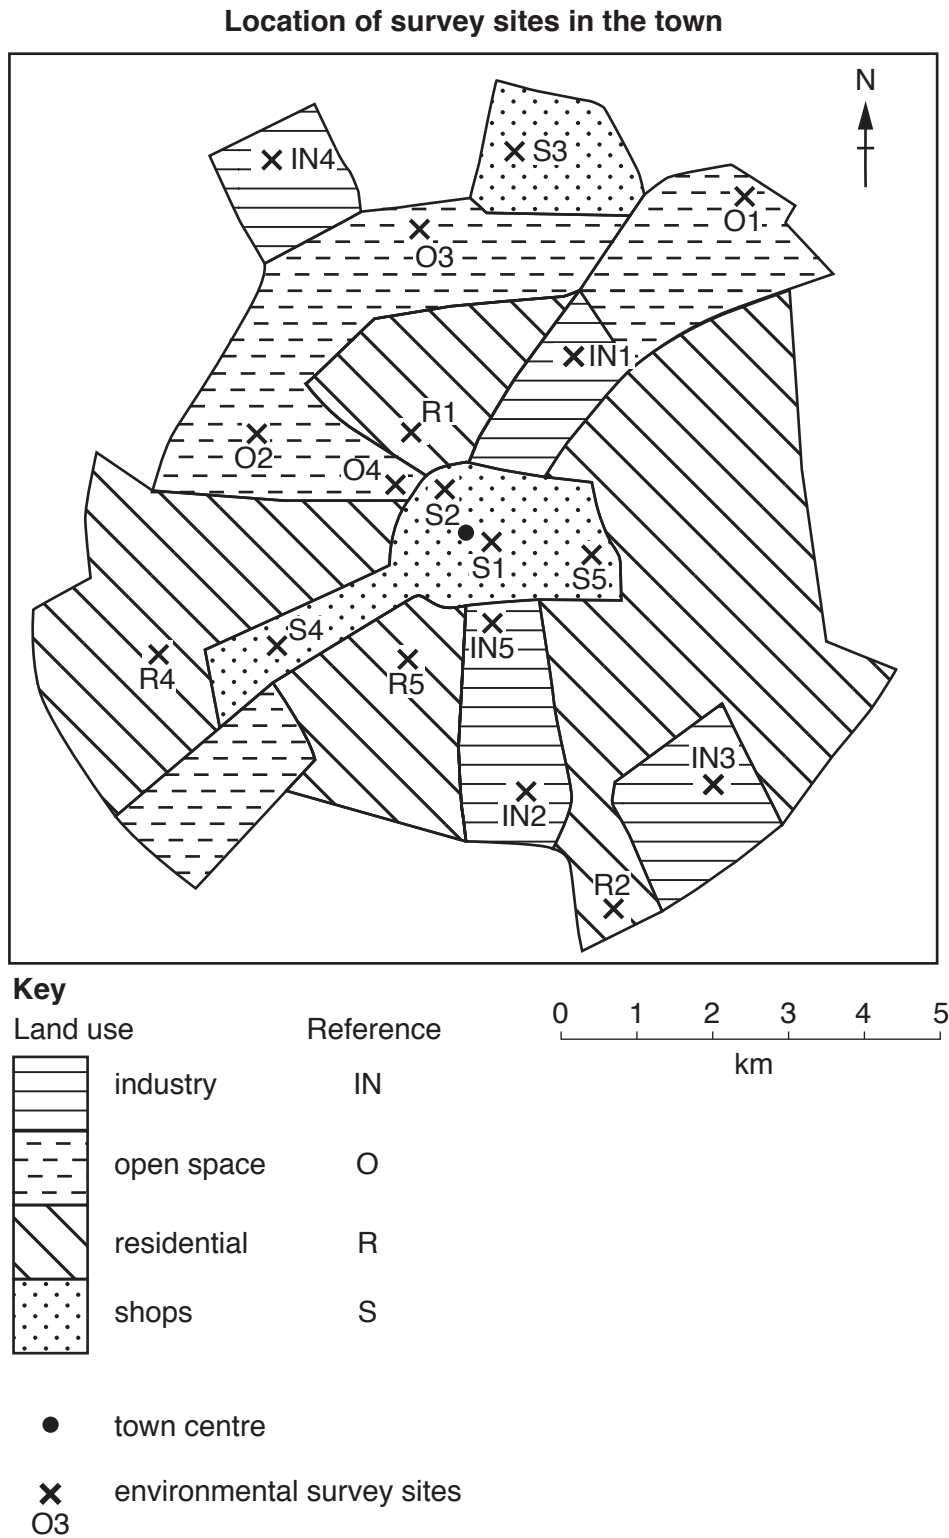 Location of survey sites in the town
N
IN4
S3
O1
O3
IN1
R1
O2
O4
S2
S1
S5
S4
IN5
R4
R5
IN3
IN2
R2
Key
Land use Reference
industry IN
open space O
residential R
shops S
town centre
environmental survey sites
O3
0 1 2 3 4 5
km